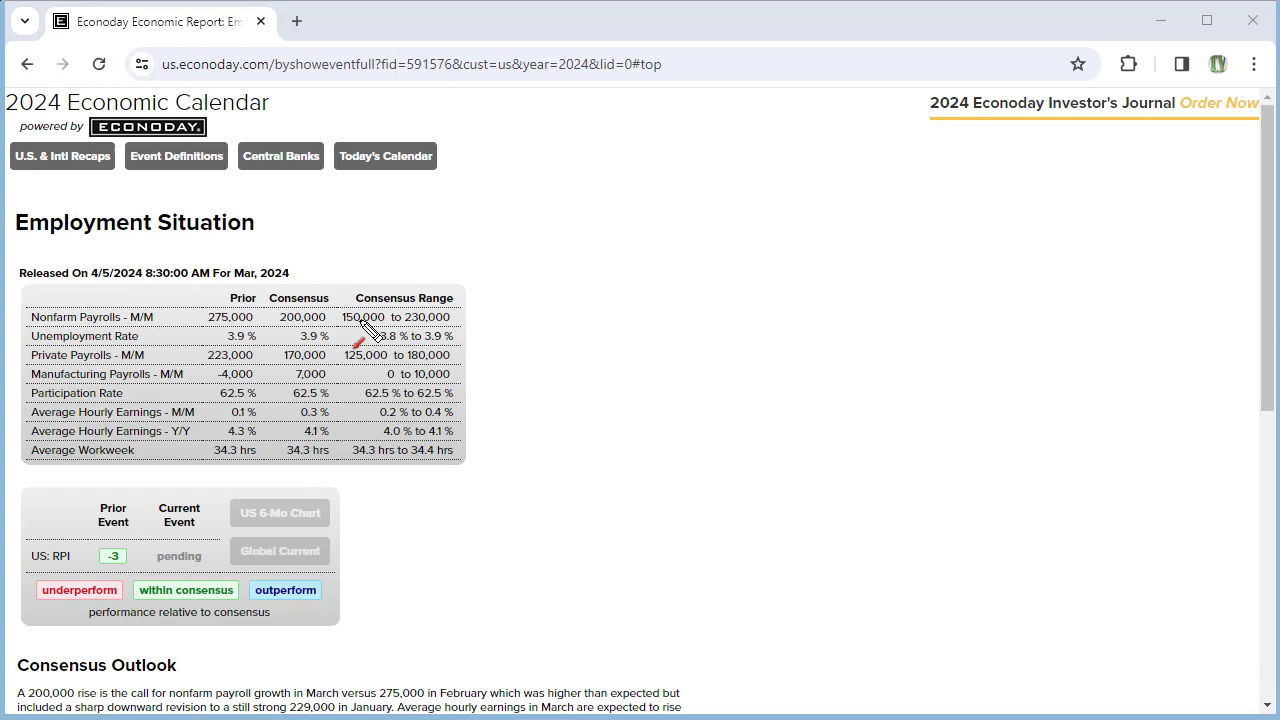 Econoday Economic Report: Em
us.econoday.com/byshoweventfull?fid=591576&cust=us&year=2024&lid=0#top
2024 Economic Calendar
2024 Econoday Investor's Journal Order Now
powered by ECONODAY®
U.S. & Intl Recaps Event Definitions Central Banks Today's Calendar
Employment Situation
Released On 4/5/2024 8:30:00 AM For Mar, 2024
Prior Consensus Consensus Range
Nonfarm Payrolls - M/M 275,000 200,000 150,000 to 230,000
Unemployment Rate 3.9 % 3.9 % 3.8 % to 3.9 %
Private Payrolls - M/M 223,000 170,000 125,000 to 180,000
Manufacturing Payrolls - M/M -4,000 7,000 0 to 10,000
Participation Rate 62.5 % 62.5 % 62.5 % to 62.5 %
Average Hourly Earnings - M/M 0.1 % 0.3 % 0.2 % to 0.4 %
Average Hourly Earnings - Y/Y 4.3 % 4.1 % 4.0 % to 4.1 %
Average Workweek 34.3 hrs 34.3 hrs 34.3 hrs to 34.4 hrs
Prior Event Current Event US 6-Mo Chart
Global Current
US: RPI -3 pending
underperform within consensus outperform
performance relative to consensus
Consensus Outlook
A 200,000 rise is the call for nonfarm payroll growth in March versus 275,000 in February which was higher than expected but
included a sharp downward revision to a still strong 229,000 in January. Average hourly earnings in March are expected to rise